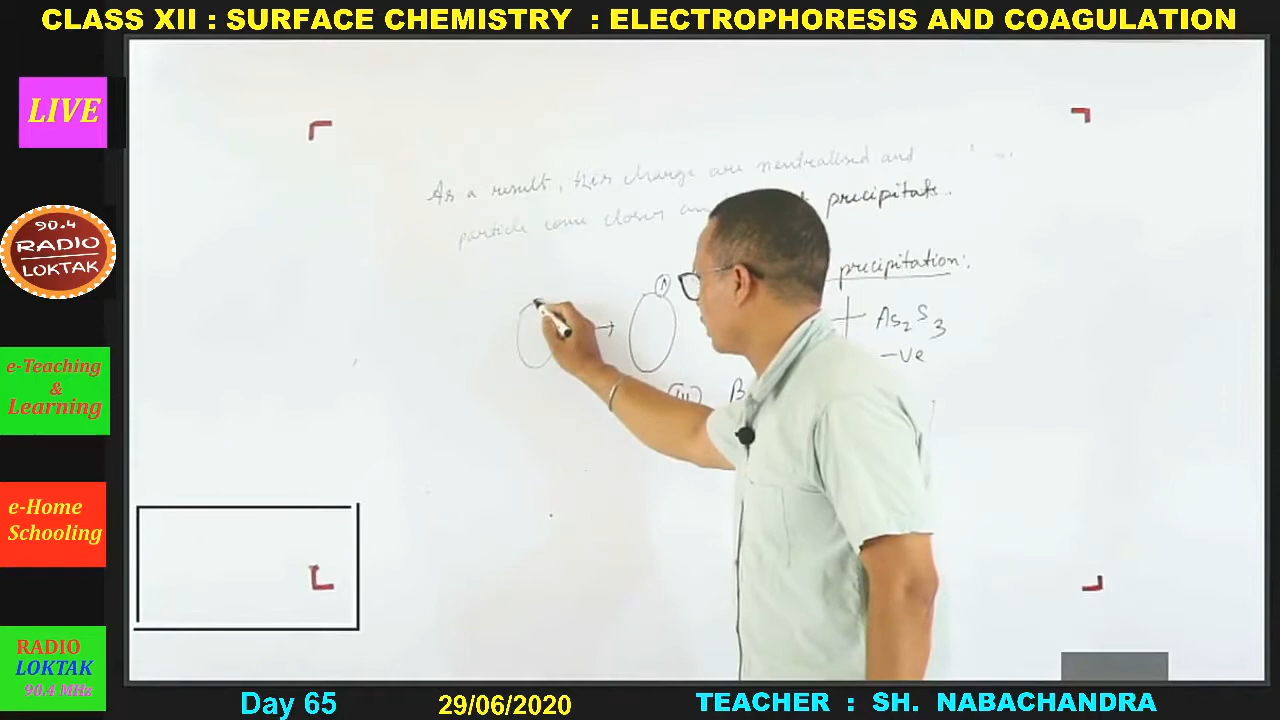 CLASS XII : SURFACE CHEMISTRY : ELECTROPHORESIS AND COAGULATION
LIVE
90.4
RADIO
LOKTAK
e-Teaching
&
Learning
e-Home
Schooling
RADIO
LOKTAK
90.4 MHz
As a result, their charge are neutralised and
particle come closer precipitate.
precipitation:
+ As2S3
-ve
(iii) B
Day 65
29/06/2020
TEACHER : SH. NABACHANDRA